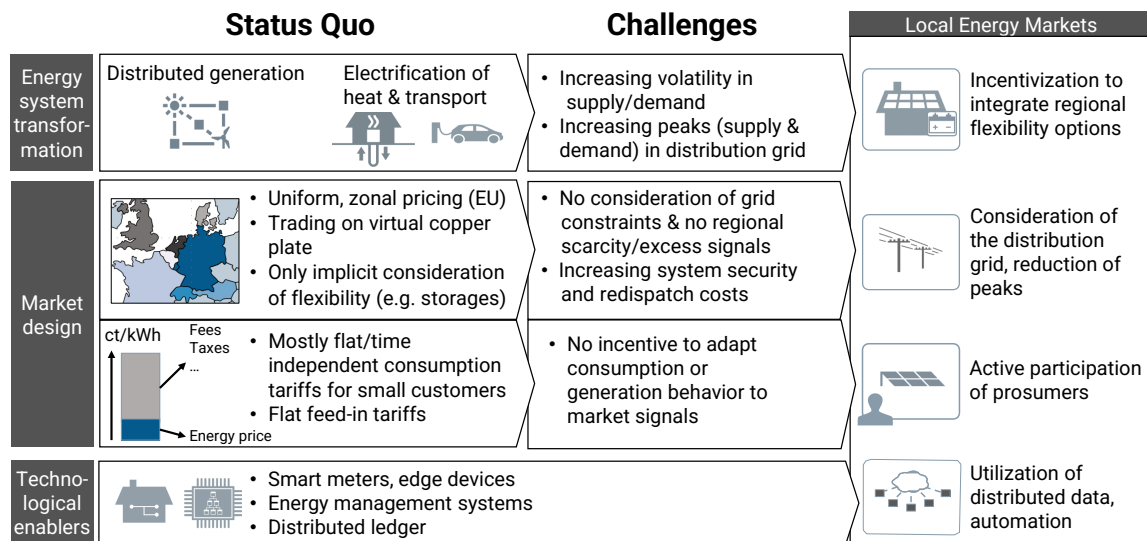 Status Quo
Challenges
Local Energy Markets
Energy
system
transfor-
mation
Distributed generation
Electrification of
heat & transport
• Increasing volatility in
supply/demand
• Increasing peaks (supply &
demand) in distribution grid
Incentivization to
integrate regional
flexibility options
Market
design
• Uniform, zonal pricing (EU)
• Trading on virtual copper
plate
• Only implicit consideration
of flexibility (e.g. storages)
• No consideration of grid
constraints & no regional
scarcity/excess signals
• Increasing system security
and redispatch costs
Consideration of
the distribution
grid, reduction of
peaks
ct/kWh
Fees
Taxes
...
Energy price
• Mostly flat/time
independent consumption
tariffs for small customers
• Flat feed-in tariffs
• No incentive to adapt
consumption or
generation behavior to
market signals
Active participation
of prosumers
Techno-
logical
enablers
• Smart meters, edge devices
• Energy management systems
• Distributed ledger
Utilization of
distributed data,
automation